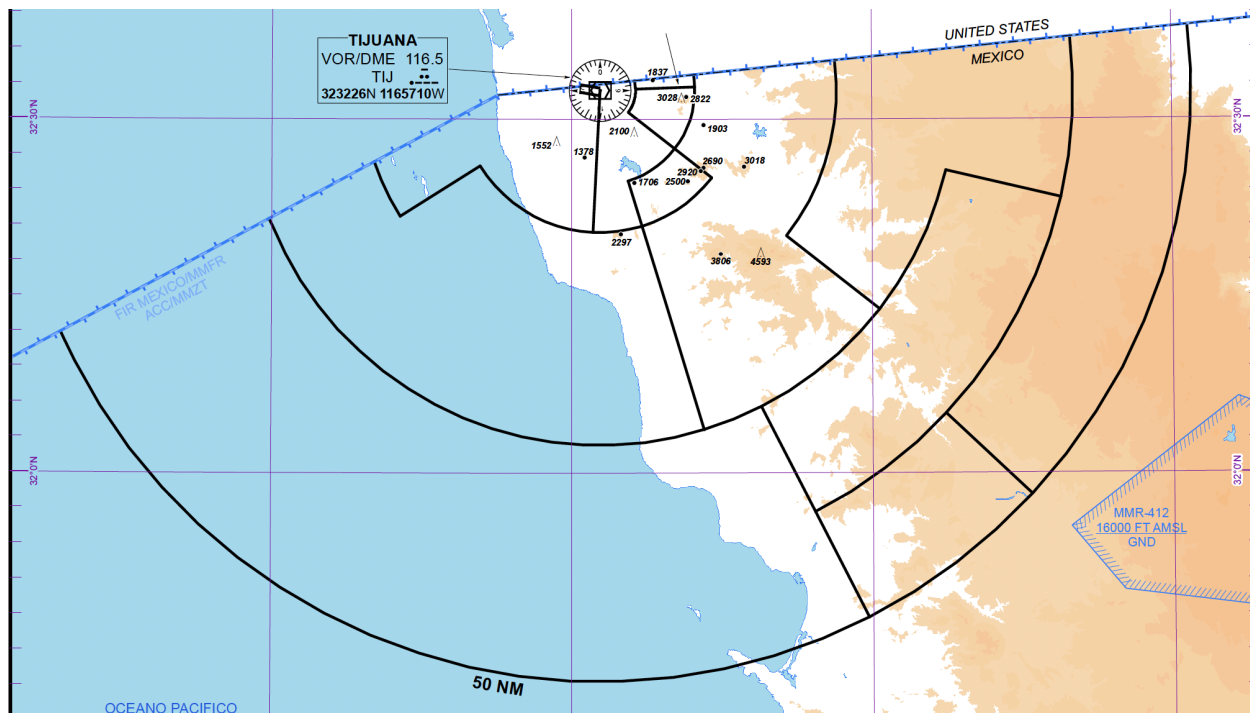 UNITED STATES
MEXICO
TIJUANA
VOR/DME 116.5
TIJ
323226N 1165710W
0
1837
3028
2822
2100
1903
1552
1378
2690
2920
3018
2500
1706
2297
3806
4593
32°30'N
32°30'N
FIR MEXICO/MMFR
ACC/MMZT
32°0'N
32°0'N
MMR-412
16000 FT AMSL
GND
50 NM
OCEANO PACIFICO